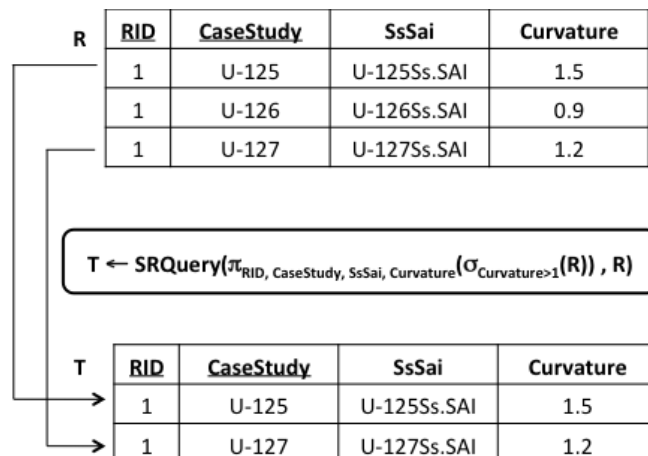 R RID CaseStudy SsSai Curvature
1 U-125 U-125Ss.SAI 1.5
1 U-126 U-126Ss.SAI 0.9
1 U-127 U-127Ss.SAI 1.2
T ← SRQuery(π RID, CaseStudy, SsSai, Curvature(σ Curvature>1(R)) , R)
T RID CaseStudy SsSai Curvature
1 U-125 U-125Ss.SAI 1.5
1 U-127 U-127Ss.SAI 1.2